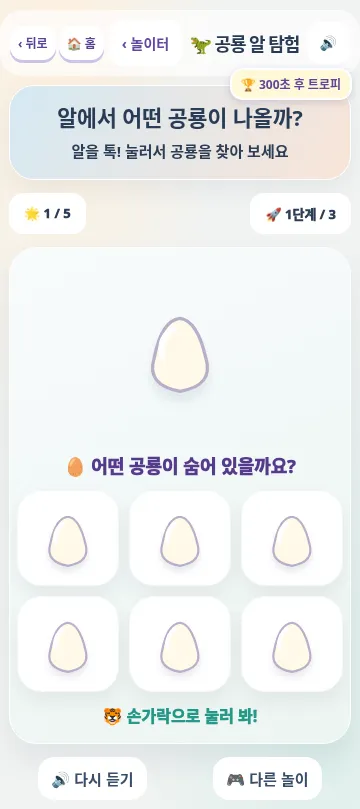 ‹ 뒤로
🏠 홈
‹ 놀이터
🦖 공룡 알 탐험
🔊
🏆 300초 후 트로피
알에서 어떤 공룡이 나올까?
알을 톡! 눌러서 공룡을 찾아 보세요
🌟 1 / 5
🚀 1단계 / 3
🥚 어떤 공룡이 숨어 있을까요?
🐯 손가락으로 눌러 봐!
🔊 다시 듣기
🎮 다른 놀이